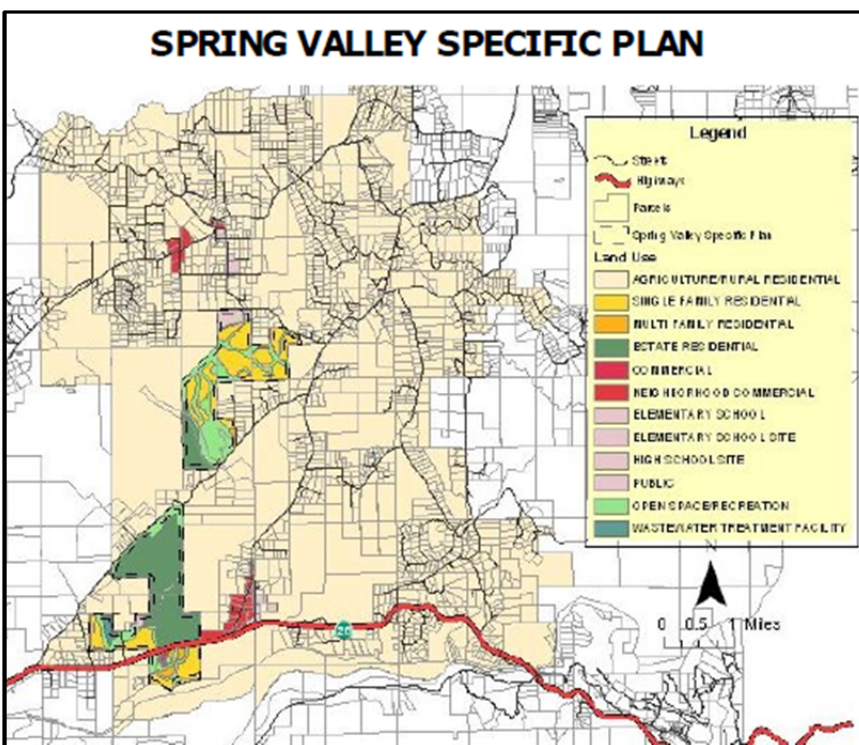 SPRING VALLEY SPECIFIC PLAN
Legend
Streets
Highways
Parcels
Spring Valley Specific Plan
Land Use
AGRICULTURE/RURAL RESIDENTIAL
SINGLE FAMILY RESIDENTIAL
MULTI FAMILY RESIDENTIAL
ESTATE RESIDENTIAL
COMMERCIAL
NEIGHBORHOOD COMMERCIAL
ELEMENTARY SCHOOL
ELEMENTARY SCHOOL SITE
HIGH SCHOOL SITE
PUBLIC
OPEN SPACE/RECREATION
WASTEWATER TREATMENT FACILITY
N
0 0.5 1 Miles